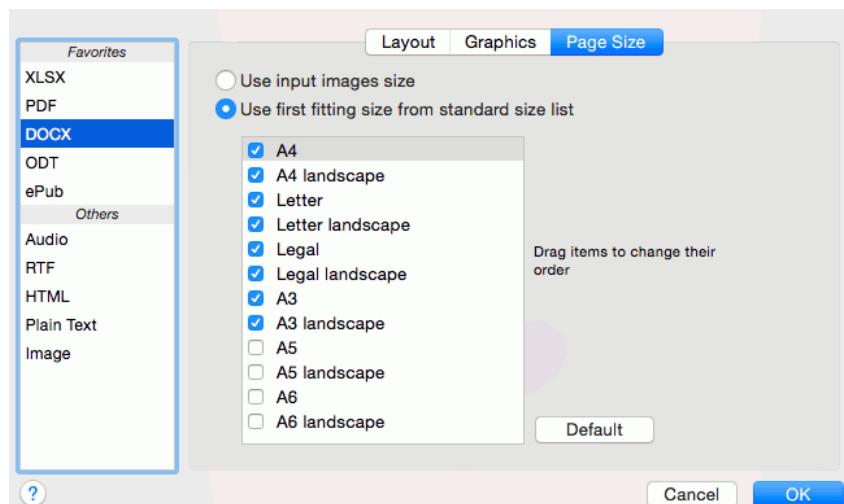 Favorites
XLSX
PDF
DOCX
ODT
ePub
Others
Audio
RTF
HTML
Plain Text
Image
Layout Graphics Page Size
Use input images size
Use first fitting size from standard size list
A4
A4 landscape
Letter
Letter landscape
Legal
Legal landscape
A3
A3 landscape
A5
A5 landscape
A6
A6 landscape
Drag items to change their
order
Default
?
Cancel OK